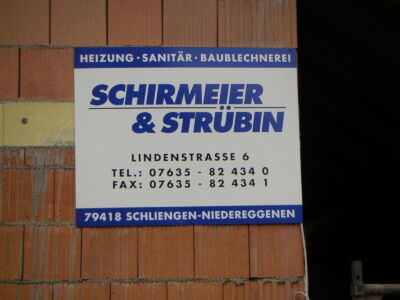 HEIZUNG · SANITÄR · BAUBLECHNEREI
SCHIRMEIER
& STRÜBIN
LINDENSTRASSE 6
TEL.: 07635 - 82 434 0
FAX: 07635 - 82 434 1
79418 SCHLIENGEN-NIEDEREGGENEN